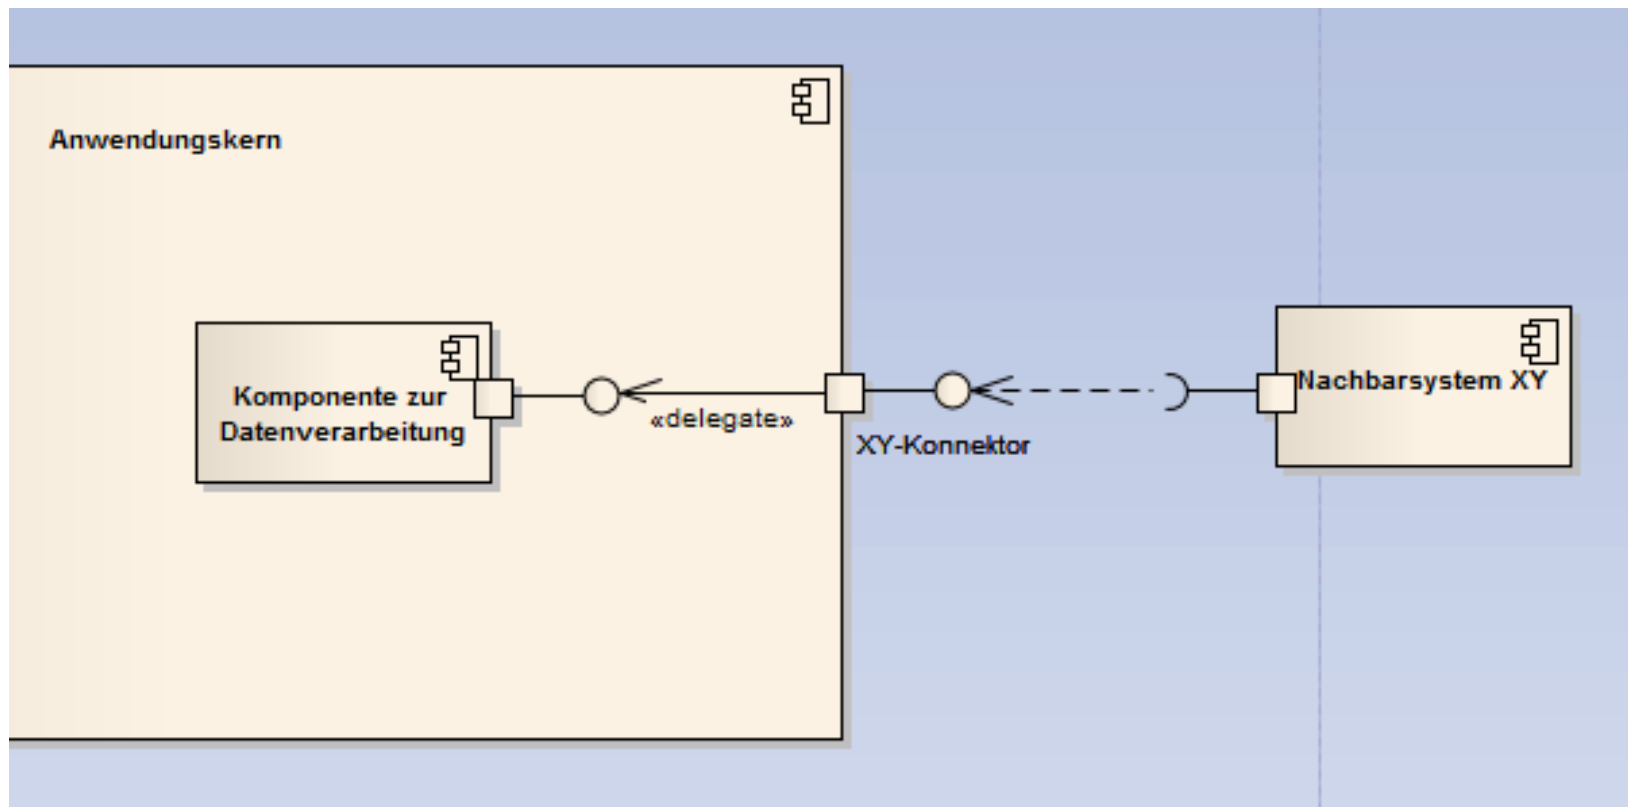 Anwendungskern
Komponente zur
Datenverarbeitung
«delegate»
XY-Konnektor
Nachbarsystem XY